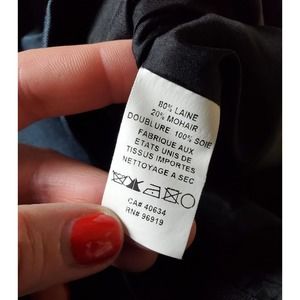 80% LAINE
20% MOHAIR
DOUBLURE 100% SOIE
FABRIQUE AUX
ETATS UNIS DE
TISSUS IMPORTES
NETTOYAGE A SEC
CA# 40634
RN# 96919